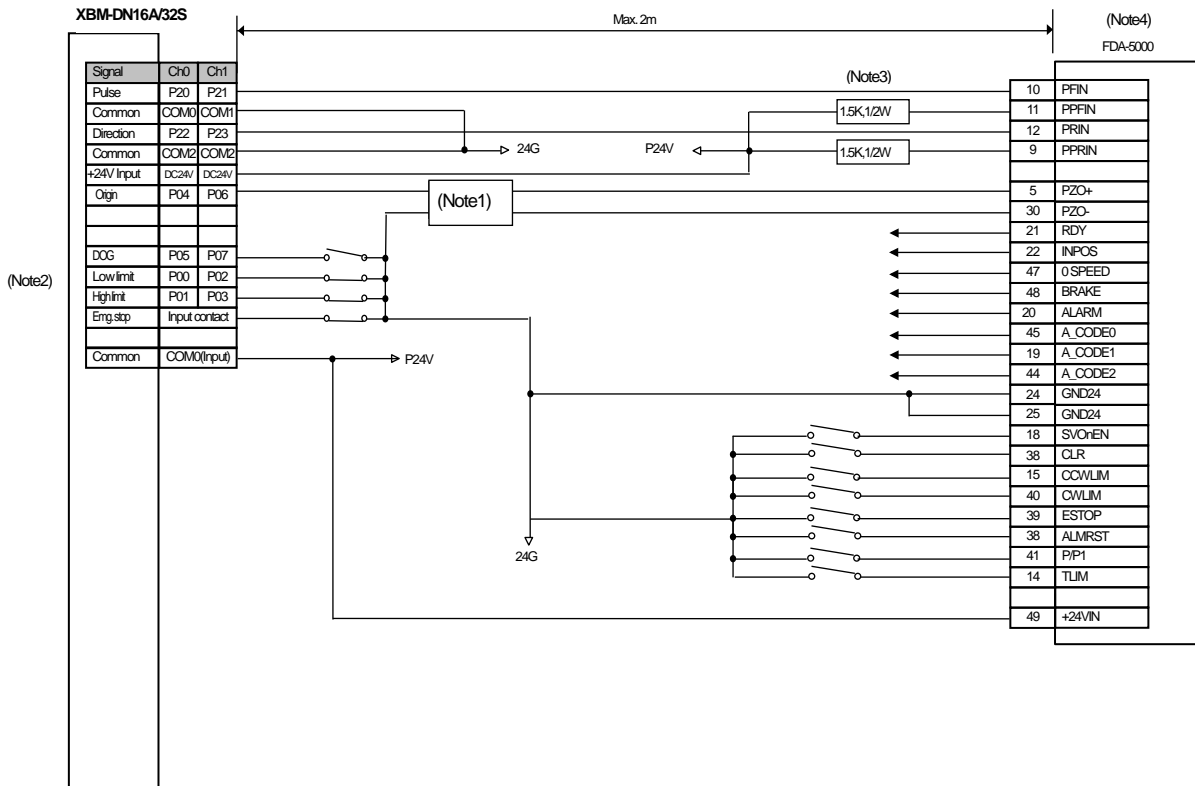 XBM-DN16A/32S
Max. 2m
(Note4)
FDA-5000
(Note2)
Signal Ch0 Ch1
Pulse P20 P21
Common COM0 COM1
Direction P22 P23
Common COM2 COM2
+24V Input DC24V DC24V
Origin P04 P06
DOG P05 P07
Low limit P00 P02
High limit P01 P03
Emg.stop Input contact
Common COM0(Input)
24G
P24V
(Note3)
1.5K,1/2W
1.5K,1/2W
(Note1)
P24V
24G
10 PFIN
11 PPFIN
12 PRIN
9 PPRIN
5 PZO+
30 PZO-
21 RDY
22 INPOS
47 0 SPEED
48 BRAKE
20 ALARM
45 A_CODE0
19 A_CODE1
44 A_CODE2
24 GND24
25 GND24
18 SVOnEN
38 CLR
15 CCWLIM
40 CWLIM
39 ESTOP
38 ALMRST
41 P/P1
14 TLIM
49 +24VIN